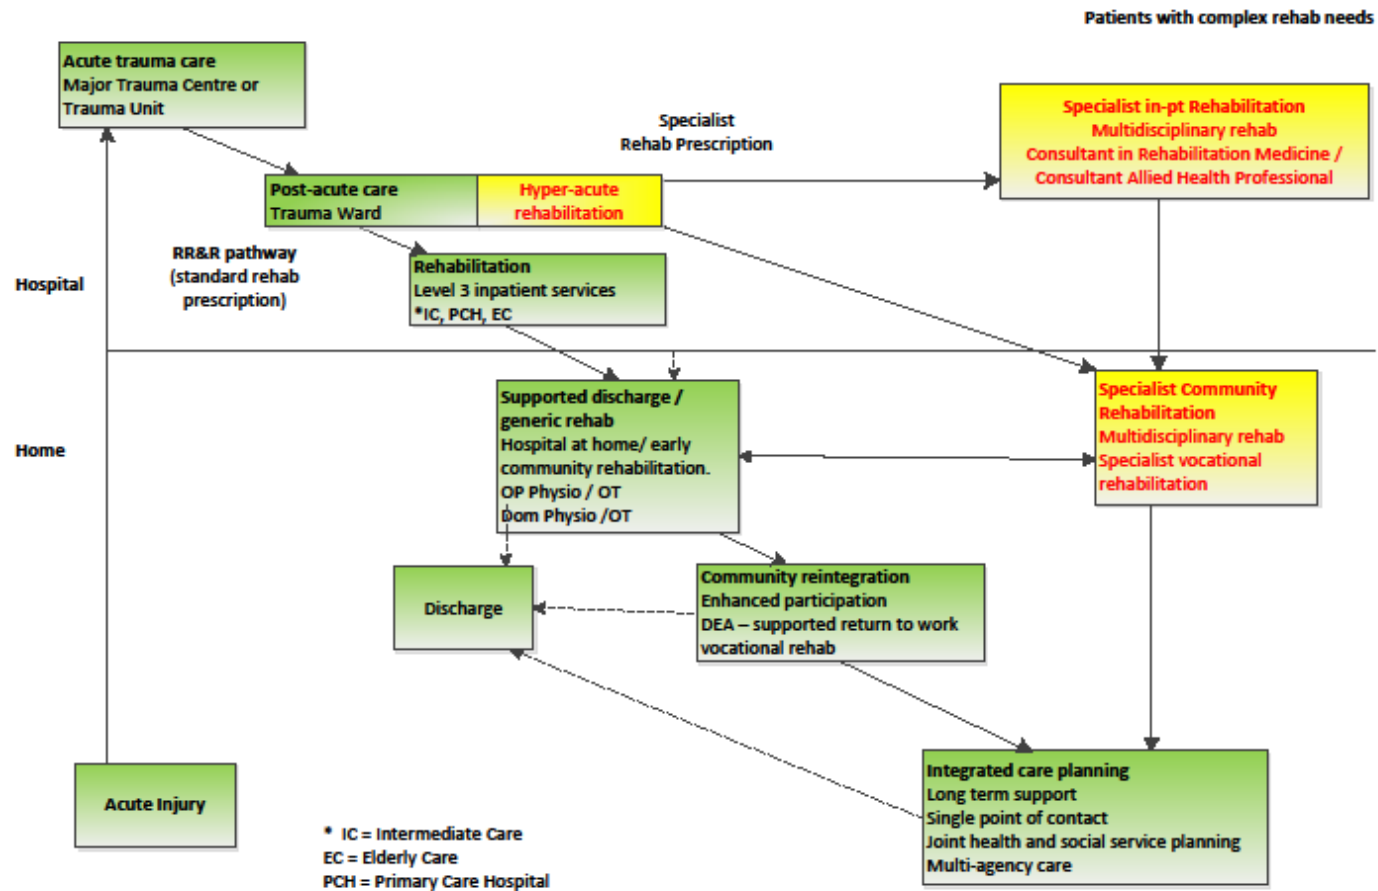 Patients with complex rehab needs
Acute trauma care
Major Trauma Centre or
Trauma Unit
Specialist
Rehab Prescription
Specialist in-pt Rehabilitation
Multidisciplinary rehab
Consultant in Rehabilitation Medicine /
Consultant Allied Health Professional
Post-acute care
Trauma Ward
Hyper-acute
rehabilitation
RR&R pathway
(standard rehab
prescription)
Hospital
Rehabilitation
Level 3 inpatient services
*IC, PCH, EC
Home
Supported discharge /
generic rehab
Hospital at home/ early
community rehabilitation.
OP Physio / OT
Dom Physio /OT
Specialist Community
Rehabilitation
Multidisciplinary rehab
Specialist vocational
rehabilitation
Discharge
Community reintegration
Enhanced participation
DEA – supported return to work
vocational rehab
Acute Injury
Integrated care planning
Long term support
Single point of contact
Joint health and social service planning
Multi-agency care
* IC = Intermediate Care
EC = Elderly Care
PCH = Primary Care Hospital